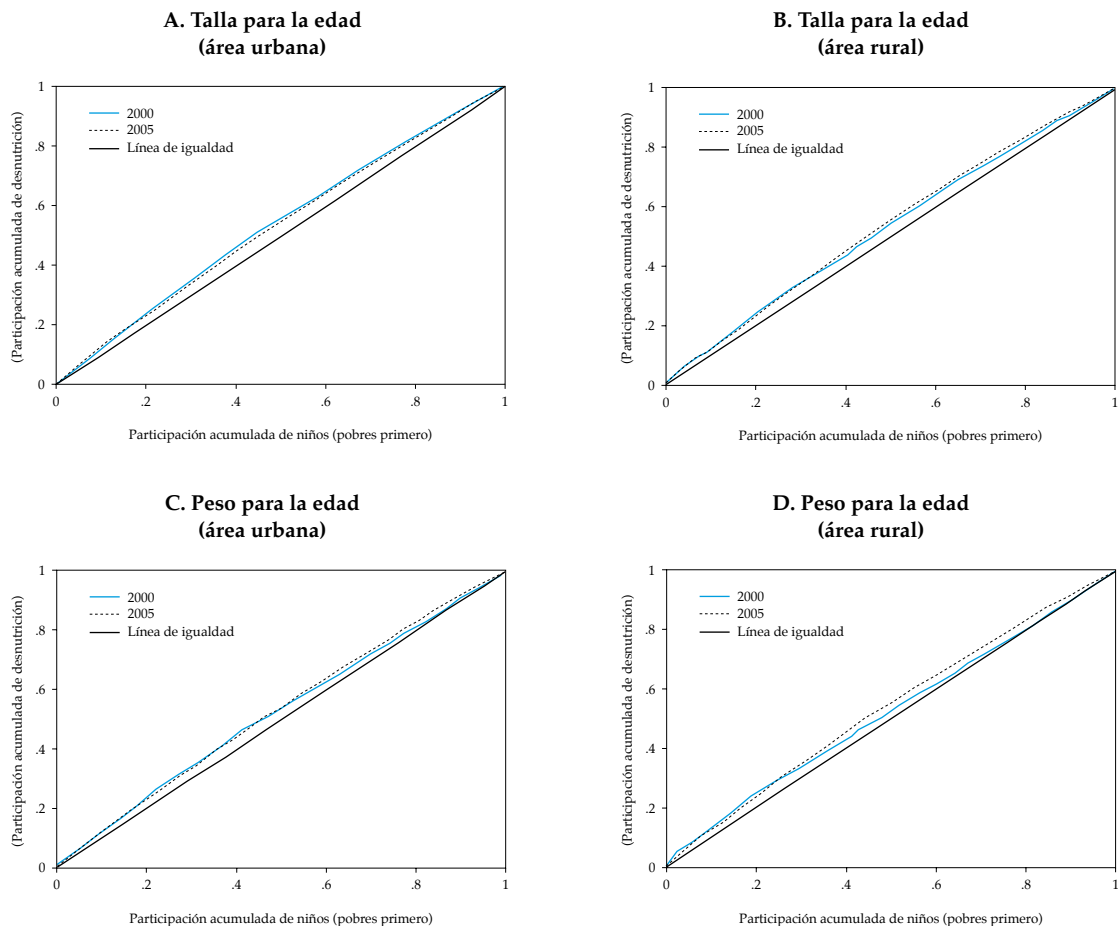 A. Talla para la edad
(área urbana)
(Participación acumulada de desnutrición)
1
.8
.6
.4
.2
0
2000
2005
Línea de igualdad
0 .2 .4 .6 .8 1
Participación acumulada de niños (pobres primero)
B. Talla para la edad
(área rural)
(Participación acumulada de desnutrición)
1
.8
.6
.4
.2
0
2000
2005
Línea de igualdad
0 .2 .4 .6 .8 1
Participación acumulada de niños (pobres primero)
C. Peso para la edad
(área urbana)
(Participación acumulada de desnutrición)
1
.8
.6
.4
.2
0
2000
2005
Línea de igualdad
0 .2 .4 .6 .8 1
Participación acumulada de niños (pobres primero)
D. Peso para la edad
(área rural)
(Participación acumulada de desnutrición)
1
.8
.6
.4
.2
0
2000
2005
Línea de igualdad
0 .2 .4 .6 .8 1
Participación acumulada de niños (pobres primero)